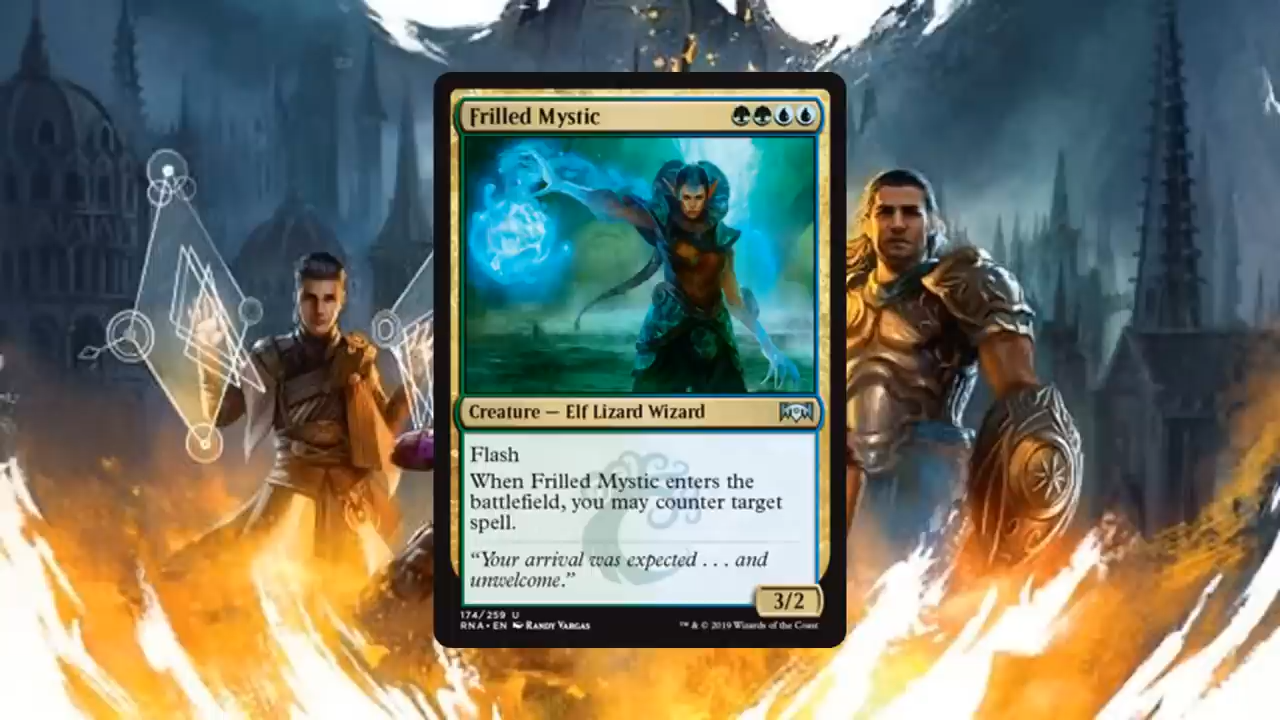 Frilled Mystic
Creature — Elf Lizard Wizard
Flash
When Frilled Mystic enters the
battlefield, you may counter target
spell.
“Your arrival was expected . . . and
unwelcome.”
3/2
174/259 U
RNA • EN Randy Vargas
™ & © 2019 Wizards of the Coast